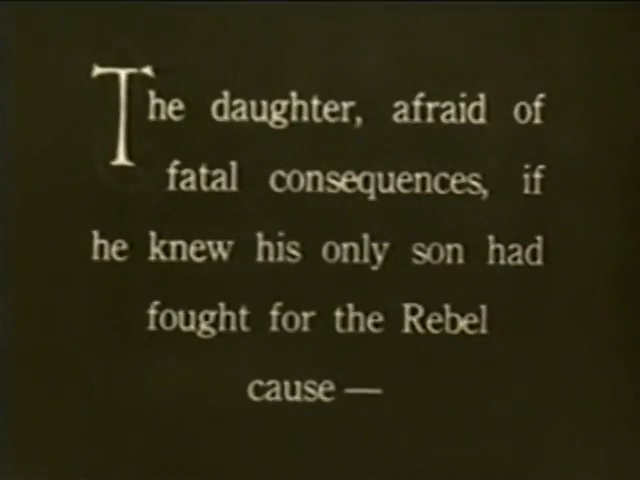 The daughter, afraid of
fatal consequences, if
he knew his only son had
fought for the Rebel
cause —